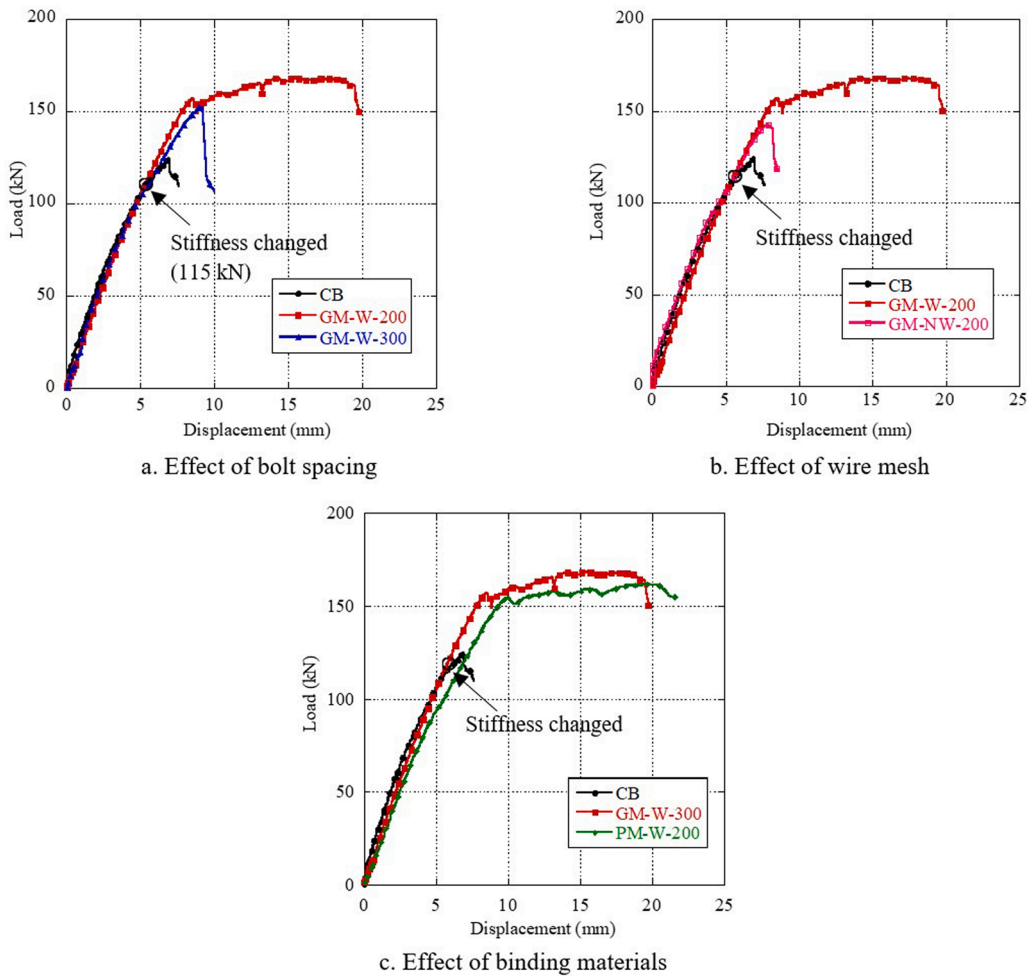 200
150
100
50
0
Load (kN)
Stiffness changed
(115 kN)
CB
GM-W-200
GM-W-300
0 5 10 15 20 25
Displacement (mm)
a. Effect of bolt spacing
200
150
100
50
0
Load (kN)
Stiffness changed
CB
GM-W-200
GM-NW-200
0 5 10 15 20 25
Displacement (mm)
b. Effect of wire mesh
200
150
100
50
0
Load (kN)
Stiffness changed
CB
GM-W-300
PM-W-200
0 5 10 15 20 25
Displacement (mm)
c. Effect of binding materials